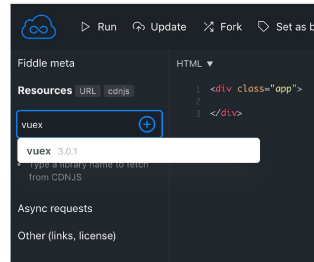 Run Update Fork Set as b
Fiddle meta
Resources URL cdnjs
vuex
vuex 3.0.1
Type a library name to fetch
from CDNJS
Async requests
Other (links, license)
HTML ▼
1 <div class="app">
2
3 </div>